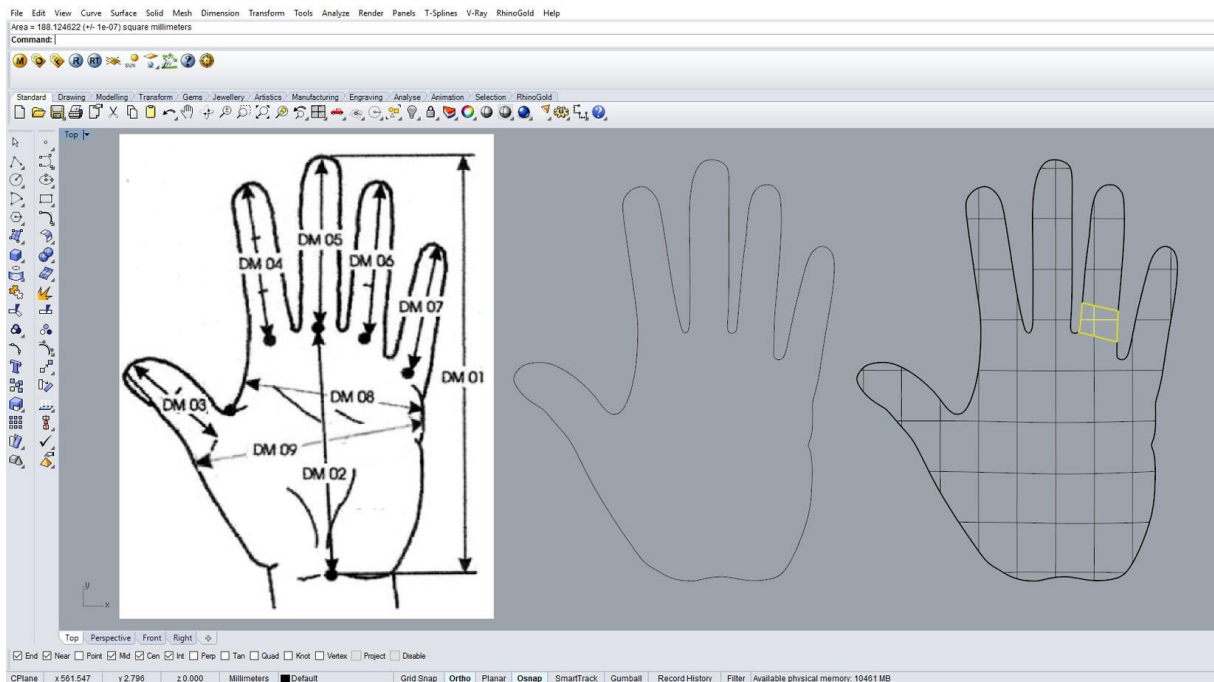 File Edit View Curve Surface Solid Mesh Dimension Transform Tools Analyze Render Panels T-Splines V-Ray RhinoGold Help
Area = 188.124622 (+/- 1e-07) square millimeters
Command:
M R RT SUN
Standard Drawing Modelling Transform Gems Jewellery Artistics Manufacturing Engraving Analyse Animation Selection RhinoGold
Top
DM 05
DM 04 DM 06
DM 07
DM 01
DM 08
DM 03
DM 09
DM 02
y
x
Top Perspective Front Right
End Near Point Mid Cen Int Perp Tan Quad Knot Vertex Project Disable
CPlane x 561.547 y 2.796 z 0.000 Millimeters Default Grid Snap Ortho Planar Osnap SmartTrack Gumball Record History Filter Available physical memory: 10461 MB